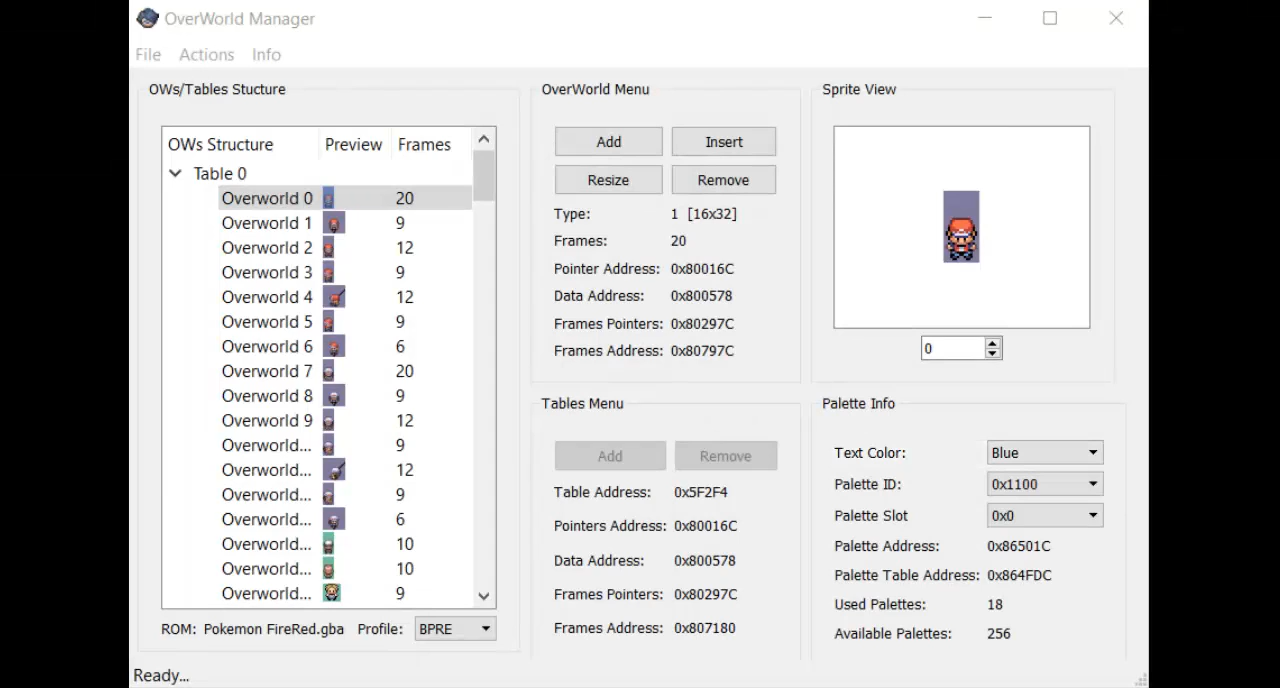 OverWorld Manager
File Actions Info
OWs/Tables Stucture
OWs Structure Preview Frames
Table 0
Overworld 0 20
Overworld 1 9
Overworld 2 12
Overworld 3 9
Overworld 4 12
Overworld 5 9
Overworld 6 6
Overworld 7 20
Overworld 8 9
Overworld 9 12
Overworld... 9
Overworld... 12
Overworld... 9
Overworld... 6
Overworld... 10
Overworld... 10
Overworld... 9
ROM: Pokemon FireRed.gba Profile: BPRE
OverWorld Menu
Add Insert
Resize Remove
Type: 1 [16x32]
Frames: 20
Pointer Address: 0x80016C
Data Address: 0x800578
Frames Pointers: 0x80297C
Frames Address: 0x80797C
Tables Menu
Add Remove
Table Address: 0x5F2F4
Pointers Address: 0x80016C
Data Address: 0x800578
Frames Pointers: 0x80297C
Frames Address: 0x807180
Sprite View
0
Palette Info
Text Color: Blue
Palette ID: 0x1100
Palette Slot 0x0
Palette Address: 0x86501C
Palette Table Address: 0x864FDC
Used Palettes: 18
Available Palettes: 256
Ready...